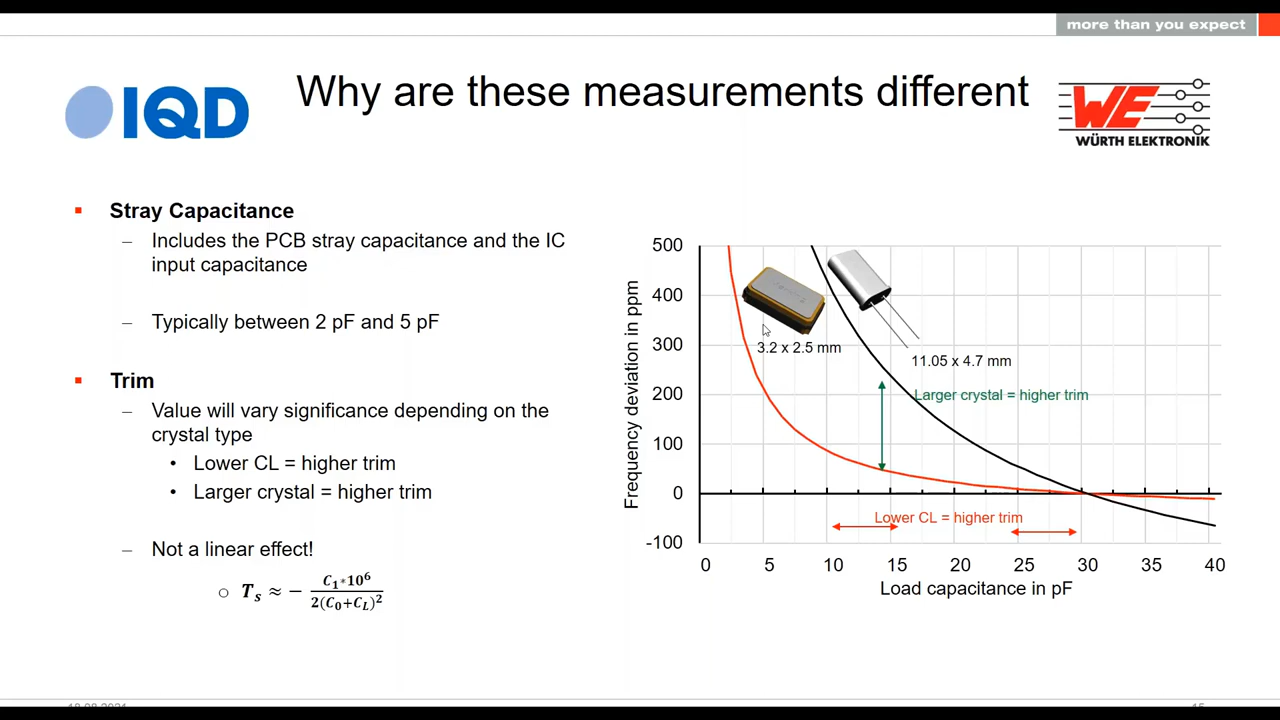 more than you expect
IQD
Why are these measurements different
WE
WÜRTH ELEKTRONIK
▪ Stray Capacitance
– Includes the PCB stray capacitance and the IC
input capacitance
– Typically between 2 pF and 5 pF
▪ Trim
– Value will vary significance depending on the
crystal type
• Lower CL = higher trim
• Larger crystal = higher trim
– Not a linear effect!
○ Tₛ ≈ − C₁*10⁶ / 2(C₀+C_L)²
Frequency deviation in ppm
500
400
300
200
100
0
-100
3.2 x 2.5 mm
11.05 x 4.7 mm
Larger crystal = higher trim
Lower CL = higher trim
0 5 10 15 20 25 30 35 40
Load capacitance in pF